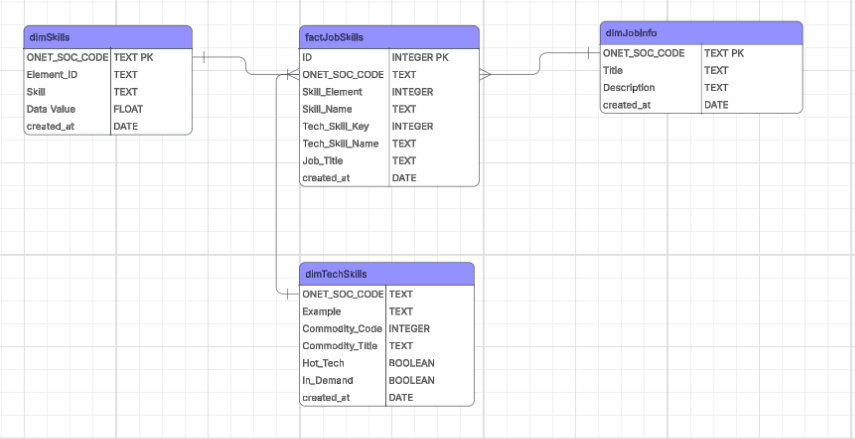 dimSkills
ONET_SOC_CODE TEXT PK
Element_ID TEXT
Skill TEXT
Data Value FLOAT
created_at DATE
factJobSkills
ID INTEGER PK
ONET_SOC_CODE TEXT
Skill_Element INTEGER
Skill_Name TEXT
Tech_Skill_Key INTEGER
Tech_Skill_Name TEXT
Job_Title TEXT
created_at DATE
dimJobInfo
ONET_SOC_CODE TEXT PK
Title TEXT
Description TEXT
created_at DATE
dimTechSkills
ONET_SOC_CODE TEXT
Example TEXT
Commodity_Code INTEGER
Commodity_Title TEXT
Hot_Tech BOOLEAN
In_Demand BOOLEAN
created_at DATE